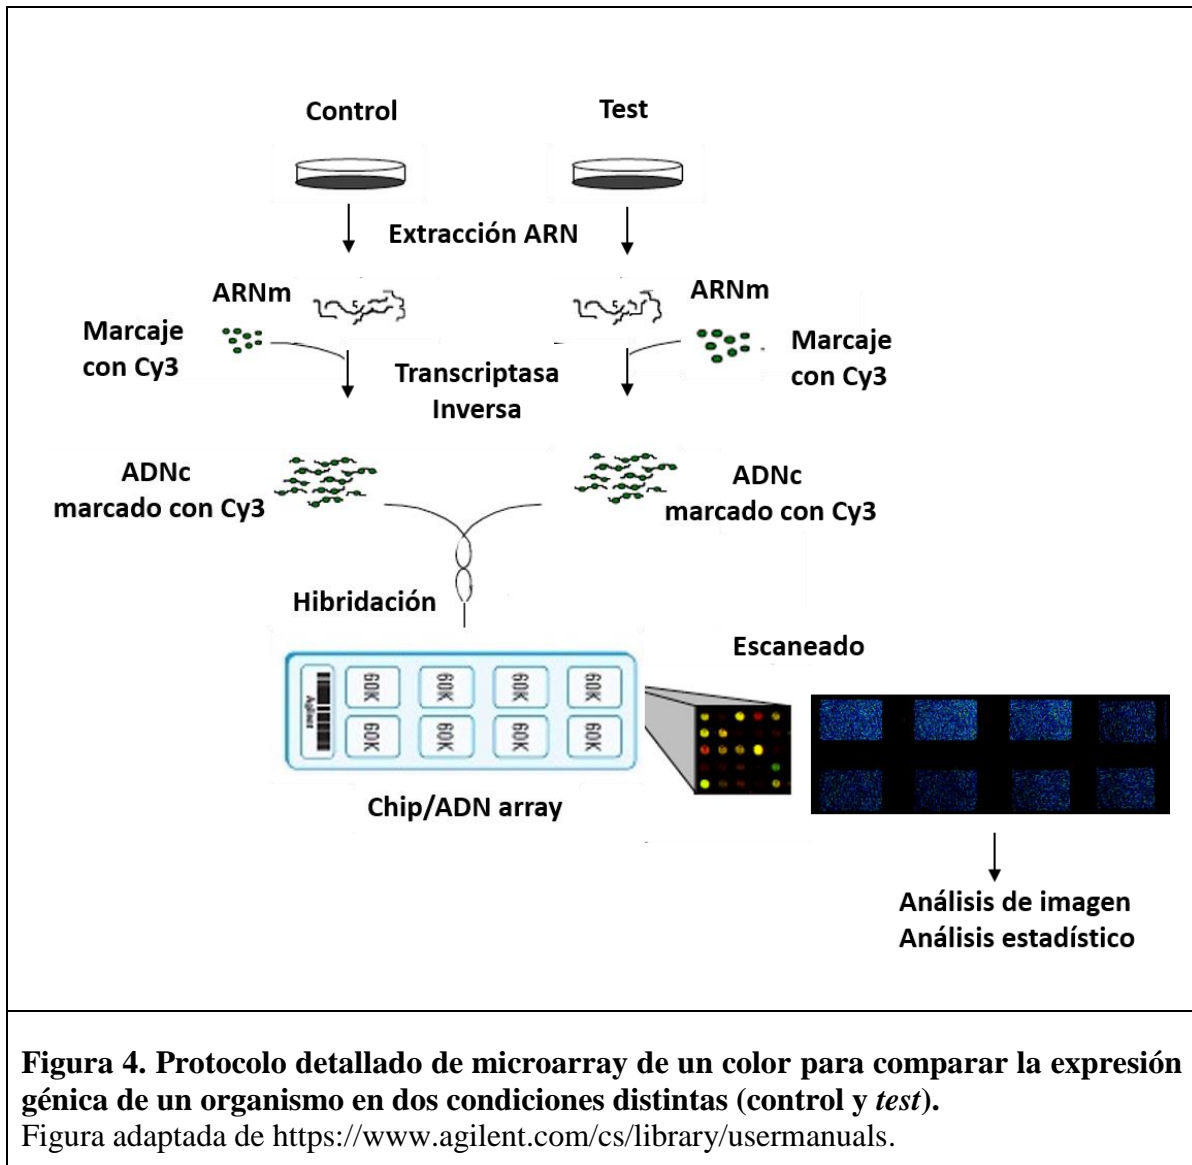 Control
Test
Extracción ARN
ARNm
ARNm
Marcaje
con Cy3
Marcaje
con Cy3
Transcriptasa
Inversa
ADNc
marcado con Cy3
ADNc
marcado con Cy3
Hibridación
Escaneado
Agilent
60K
60K
60K
60K
60K
60K
60K
60K
Chip/ADN array
Análisis de imagen
Análisis estadístico
Figura 4. Protocolo detallado de microarray de un color para comparar la expresión
génica de un organismo en dos condiciones distintas (control y test).
Figura adaptada de https://www.agilent.com/cs/library/usermanuals.